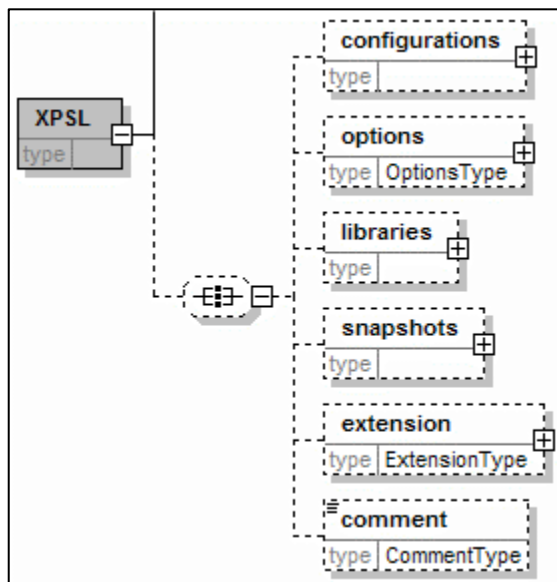 configurations
type
XPSL
type
options
type OptionsType
libraries
type
snapshots
type
extension
type ExtensionType
comment
type CommentType